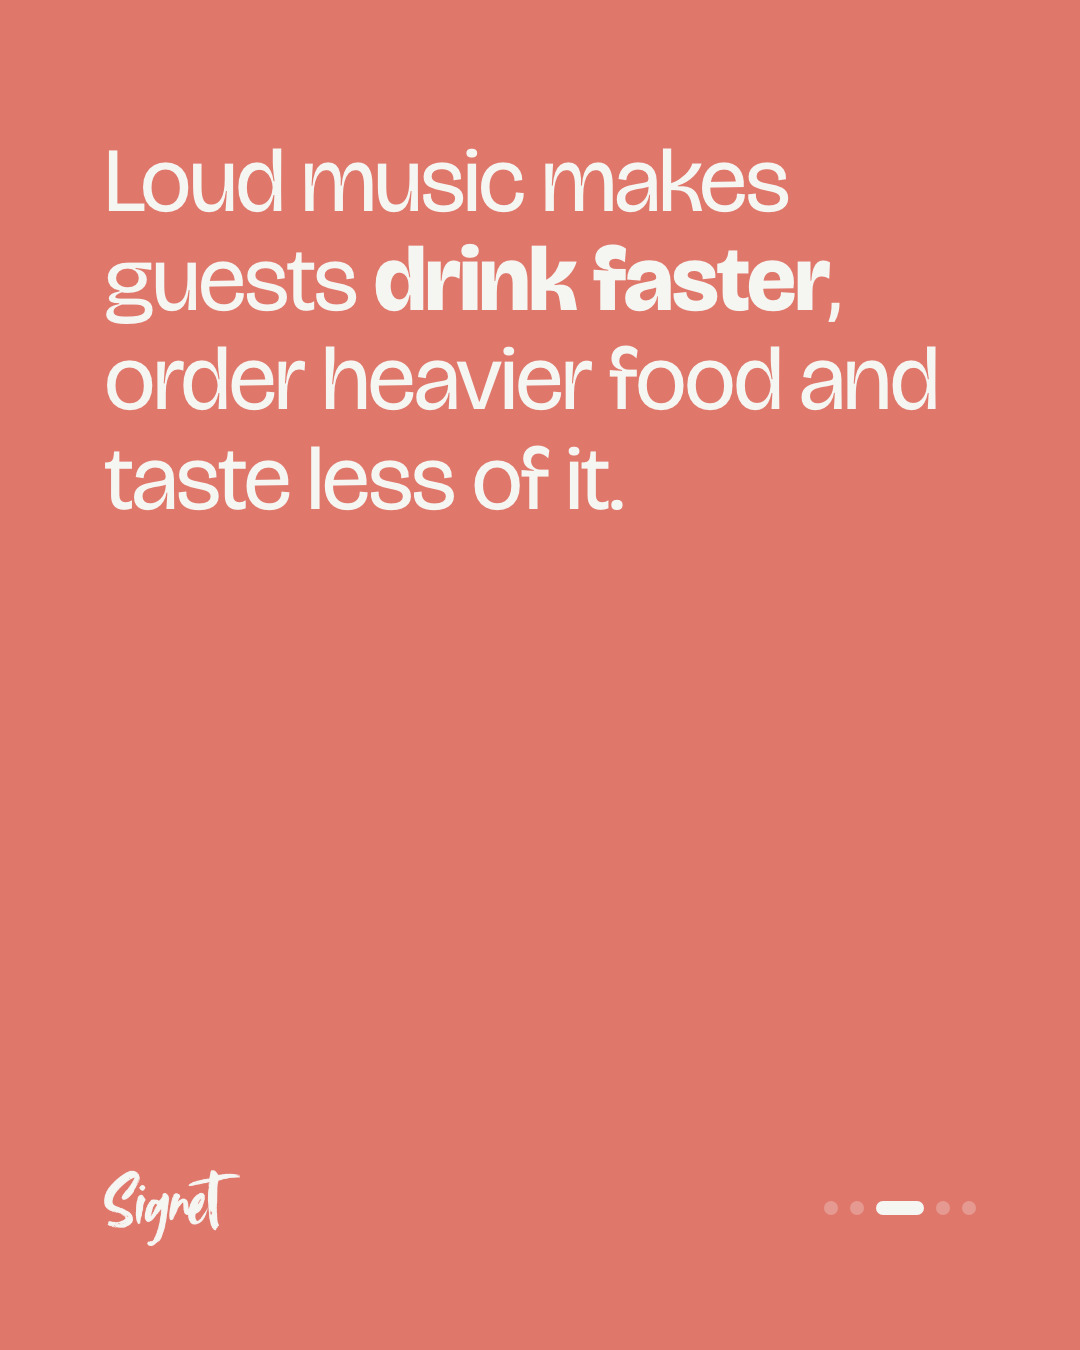 Loud music makes
guests drink faster,
order heavier food and
taste less of it.
Signet